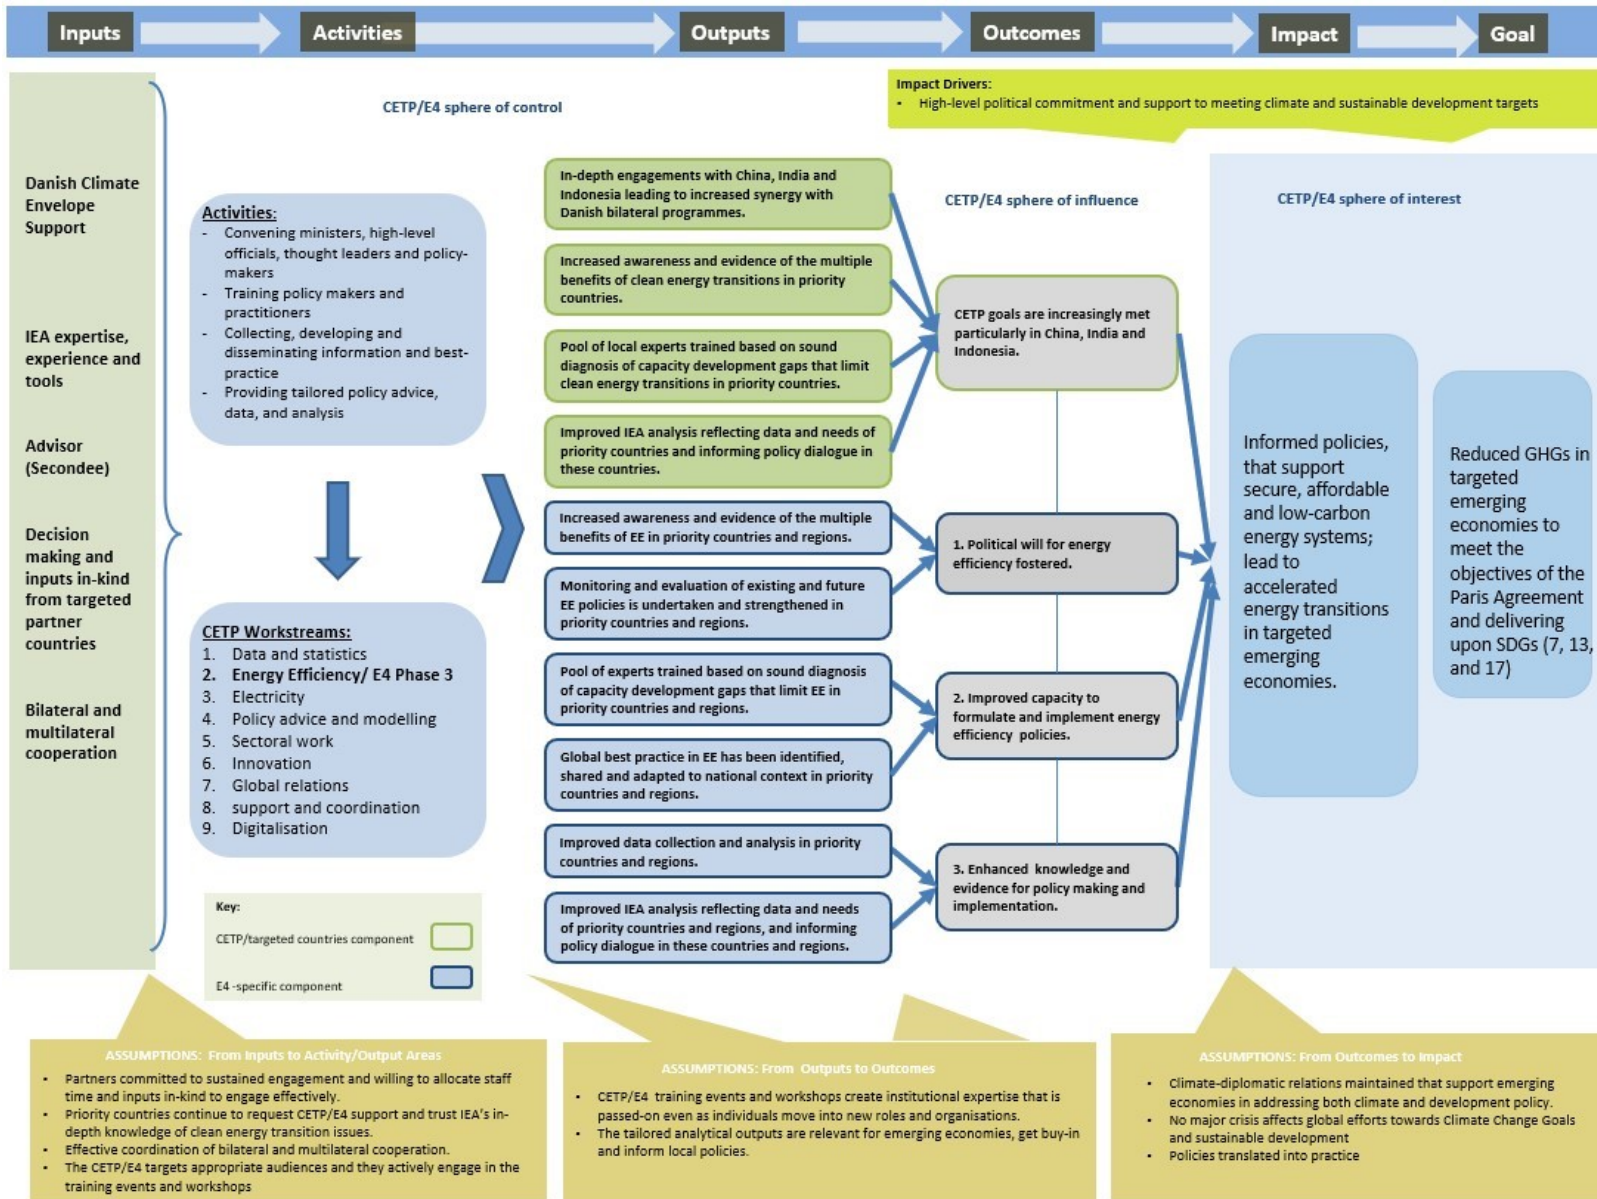 Inputs
Activities
Outputs
Outcomes
Impact
Goal
Impact Drivers:
• High-level political commitment and support to meeting climate and sustainable development targets
CETP/E4 sphere of control
CETP/E4 sphere of influence
CETP/E4 sphere of interest
Danish Climate
Envelope
Support
IEA expertise,
experience and
tools
Advisor
(Secondee)
Decision
making and
inputs in-kind
from targeted
partner
countries
Bilateral and
multilateral
cooperation
Activities:
- Convening ministers, high-level
officials, thought leaders and policy-
makers
- Training policy makers and
practitioners
- Collecting, developing and
disseminating information and best-
practice
- Providing tailored policy advice,
data, and analysis
CETP Workstreams:
1. Data and statistics
2. Energy Efficiency/ E4 Phase 3
3. Electricity
4. Policy advice and modelling
5. Sectoral work
6. Innovation
7. Global relations
8. support and coordination
9. Digitalisation
Key:
CETP/targeted countries component
E4 -specific component
In-depth engagements with China, India and
Indonesia leading to increased synergy with
Danish bilateral programmes.
Increased awareness and evidence of the multiple
benefits of clean energy transitions in priority
countries.
Pool of local experts trained based on sound
diagnosis of capacity development gaps that limit
clean energy transitions in priority countries.
Improved IEA analysis reflecting data and needs of
priority countries and informing policy dialogue in
these countries.
Increased awareness and evidence of the multiple
benefits of EE in priority countries and regions.
Monitoring and evaluation of existing and future
EE policies is undertaken and strengthened in
priority countries and regions.
Pool of experts trained based on sound diagnosis
of capacity development gaps that limit EE in
priority countries and regions.
Global best practice in EE has been identified,
shared and adapted to national context in priority
countries and regions.
Improved data collection and analysis in priority
countries and regions.
Improved IEA analysis reflecting data and needs
of priority countries and regions, and informing
policy dialogue in these countries and regions.
CETP goals are increasingly met
particularly in China, India and
Indonesia.
1. Political will for energy
efficiency fostered.
2. Improved capacity to
formulate and implement energy
efficiency policies.
3. Enhanced knowledge and
evidence for policy making and
implementation.
Informed policies,
that support
secure, affordable
and low-carbon
energy systems;
lead to
accelerated
energy transitions
in targeted
emerging
economies.
Reduced GHGs in
targeted
emerging
economies to
meet the
objectives of the
Paris Agreement
and delivering
upon SDGs (7, 13,
and 17)
ASSUMPTIONS: From Inputs to Activity/Output Areas
• Partners committed to sustained engagement and willing to allocate staff
time and inputs in-kind to engage effectively.
• Priority countries continue to request CETP/E4 support and trust IEA's in-
depth knowledge of clean energy transition issues.
• Effective coordination of bilateral and multilateral cooperation.
• The CETP/E4 targets appropriate audiences and they actively engage in the
training events and workshops
ASSUMPTIONS: From Outputs to Outcomes
• CETP/E4 training events and workshops create institutional expertise that is
passed-on even as individuals move into new roles and organisations.
• The tailored analytical outputs are relevant for emerging economies, get buy-in
and inform local policies.
ASSUMPTIONS: From Outcomes to Impact
• Climate-diplomatic relations maintained that support emerging
economies in addressing both climate and development policy.
• No major crisis affects global efforts towards Climate Change Goals
and sustainable development
• Policies translated into practice